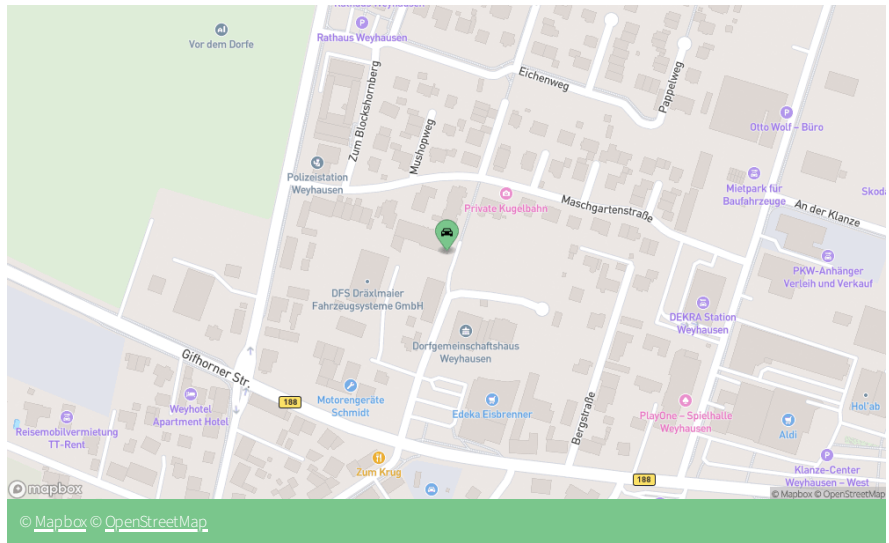 Rathaus Weyhausen
Vor dem Dorfe
Rathaus Weyhausen
Eichenweg
Pappelweg
Zum Blockshornberg
Mushopweg
Otto Wolf – Büro
Polizeistation
Weyhausen
Private Kugelbahn
Maschgartenstraße
Mietpark für
Baufahrzeuge
Skoda
An der Klanze
PKW-Anhänger
Verleih und Verkauf
DFS Dräxlmaier
Fahrzeugsysteme GmbH
DEKRA Station
Weyhausen
Dorfgemeinschaftshaus
Weyhausen
Gifhorner Str.
188
Weyhotel
Apartment Hotel
Motorengeräte
Schmidt
Edeka Eisbrenner
Bergstraße
PlayOne – Spielhalle
Weyhausen
Hol'ab
Aldi
Reisemobilvermietung
TT-Rent
Zum Krug
188
Klanze-Center
Weyhausen – West
mapbox
© Mapbox © OpenStreetMap
© Mapbox © OpenStreetMap